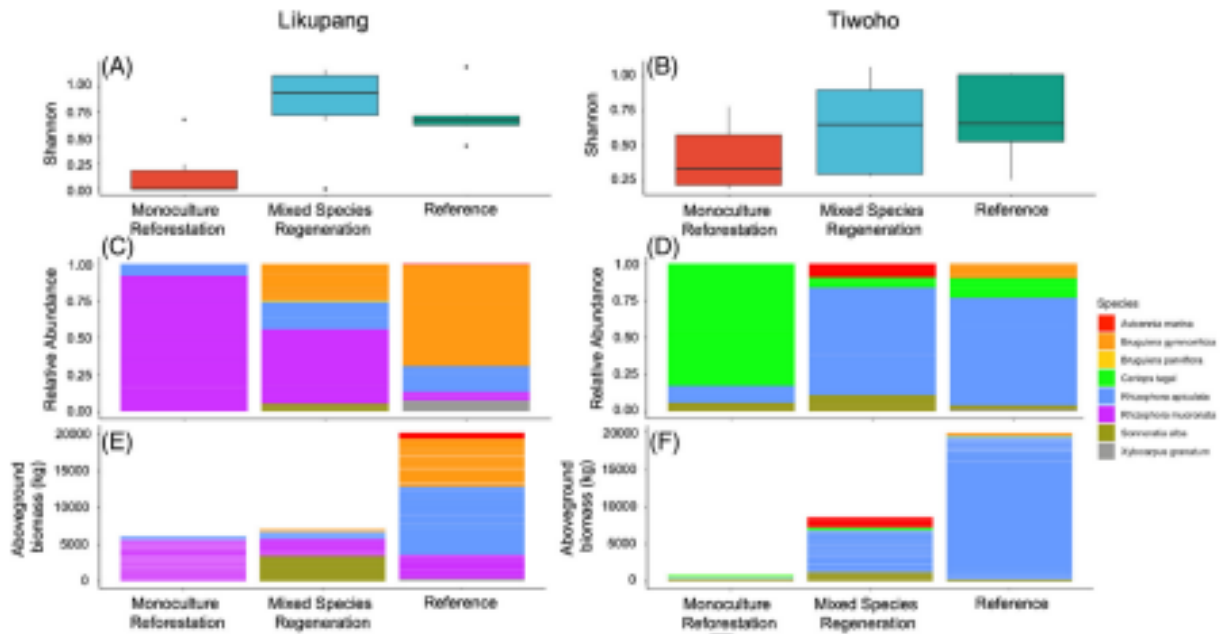 Likupang
Tiwoho
(A)
Shannon
1.00
0.75
0.50
0.25
0.00
Monoculture
Reforestation
Mixed Species
Regeneration
Reference
(B)
Shannon
1.00
0.75
0.50
0.25
Monoculture
Reforestation
Mixed Species
Regeneration
Reference
(C)
Relative Abundance
1.00
0.75
0.50
0.25
0.00
(D)
Relative Abundance
1.00
0.75
0.50
0.25
0.00
Species
Avicennia marina
Bruguiera gymnorrhiza
Bruguiera parviflora
Ceriops tagal
Rhizophora apiculata
Rhizophora mucronata
Sonneratia alba
Xylocarpus granatum
(E)
Aboveground
biomass (kg)
20000
15000
10000
5000
0
Monoculture
Reforestation
Mixed Species
Regeneration
Reference
(F)
Aboveground
biomass (kg)
20000
15000
10000
5000
0
Monoculture
Reforestation
Mixed Species
Regeneration
Reference